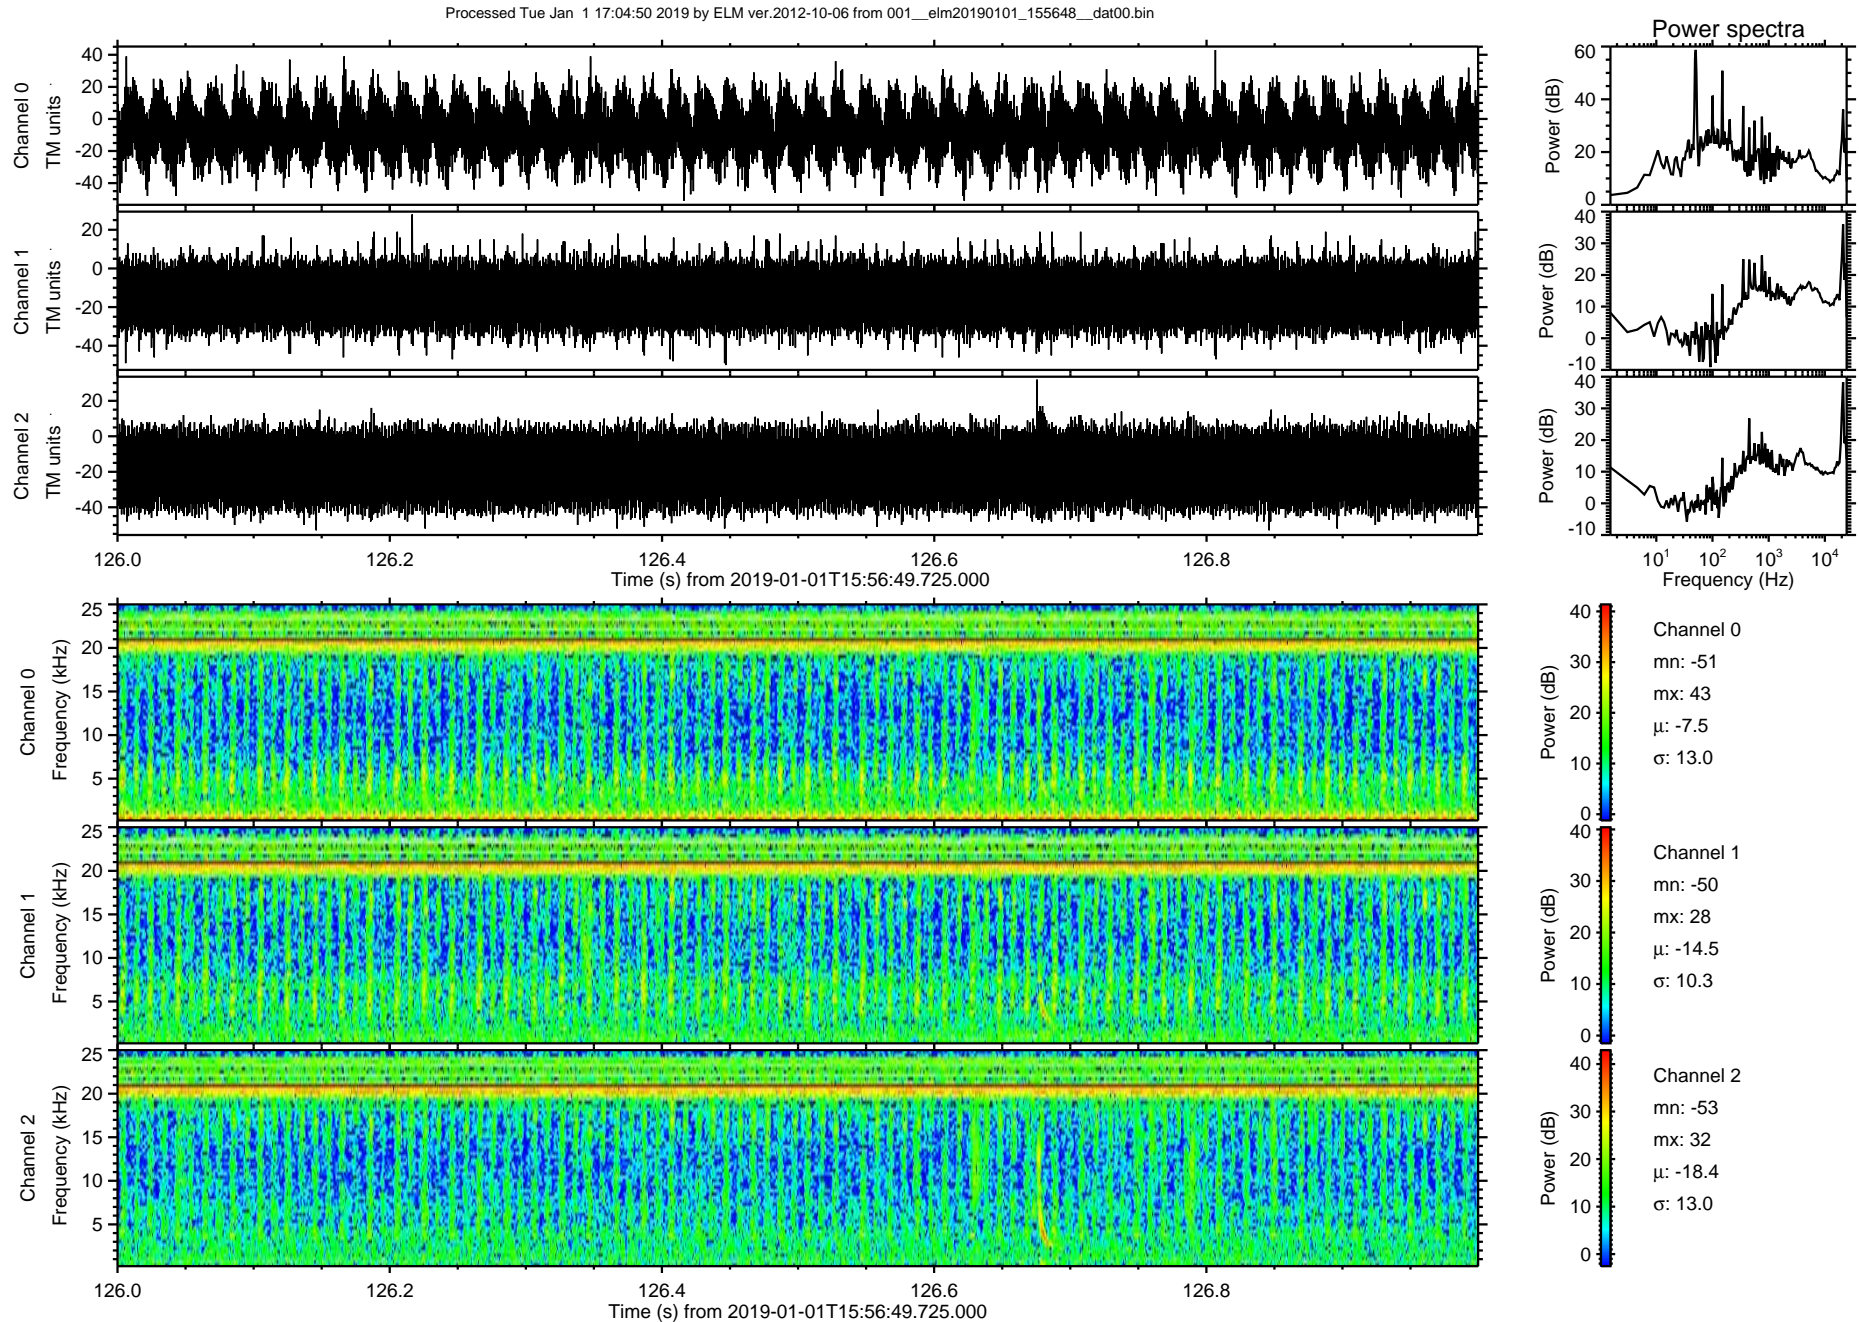 Processed Tue Jan  1 17:04:50 2019 by ELM ver.2012-10-06 from 001__elm20190101_155648__dat00.bin
Power spectra
Channel 0
TM units
40
20
0
-20
-40
Power (dB)
60
40
20
0
Channel 1
TM units
20
0
-20
-40
Power (dB)
40
30
20
10
0
-10
Channel 2
TM units
20
0
-20
-40
Power (dB)
40
30
20
10
0
-10
126.0 126.2 126.4 126.6 126.8
Time (s) from 2019-01-01T15:56:49.725.000
10^1 10^2 10^3 10^4
Frequency (Hz)
Channel 0
Frequency (kHz)
25
20
15
10
5
Power (dB)
40
30
20
10
0
Channel 0
mn: -51
mx: 43
μ: -7.5
σ: 13.0
Channel 1
Frequency (kHz)
25
20
15
10
5
Power (dB)
40
30
20
10
0
Channel 1
mn: -50
mx: 28
μ: -14.5
σ: 10.3
Channel 2
Frequency (kHz)
25
20
15
10
5
Power (dB)
40
30
20
10
0
Channel 2
mn: -53
mx: 32
μ: -18.4
σ: 13.0
126.0 126.2 126.4 126.6 126.8
Time (s) from 2019-01-01T15:56:49.725.000